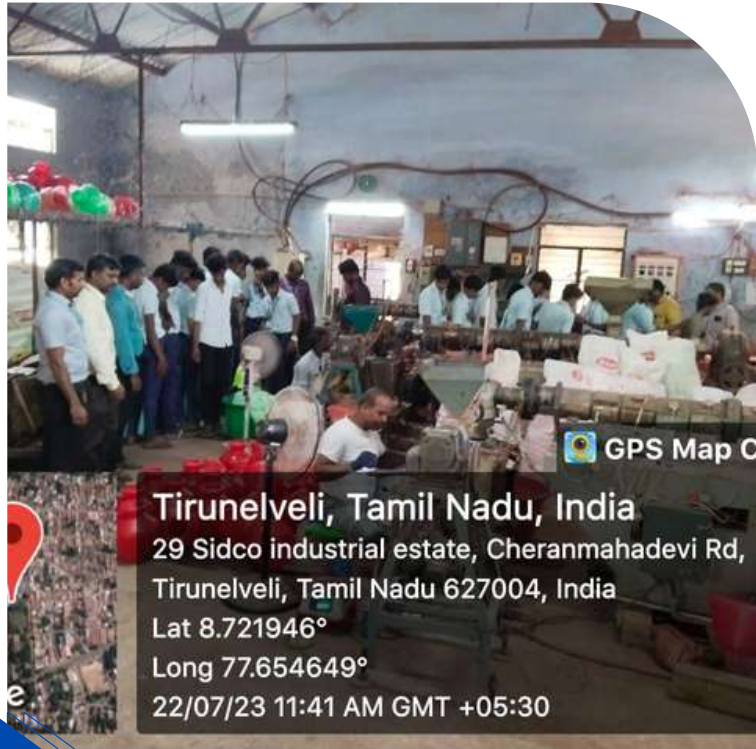 GPS Map C
Tirunelveli, Tamil Nadu, India
29 Sidco industrial estate, Cheranmahadevi Rd,
Tirunelveli, Tamil Nadu 627004, India
Lat 8.721946°
Long 77.654649°
22/07/23 11:41 AM GMT +05:30
e